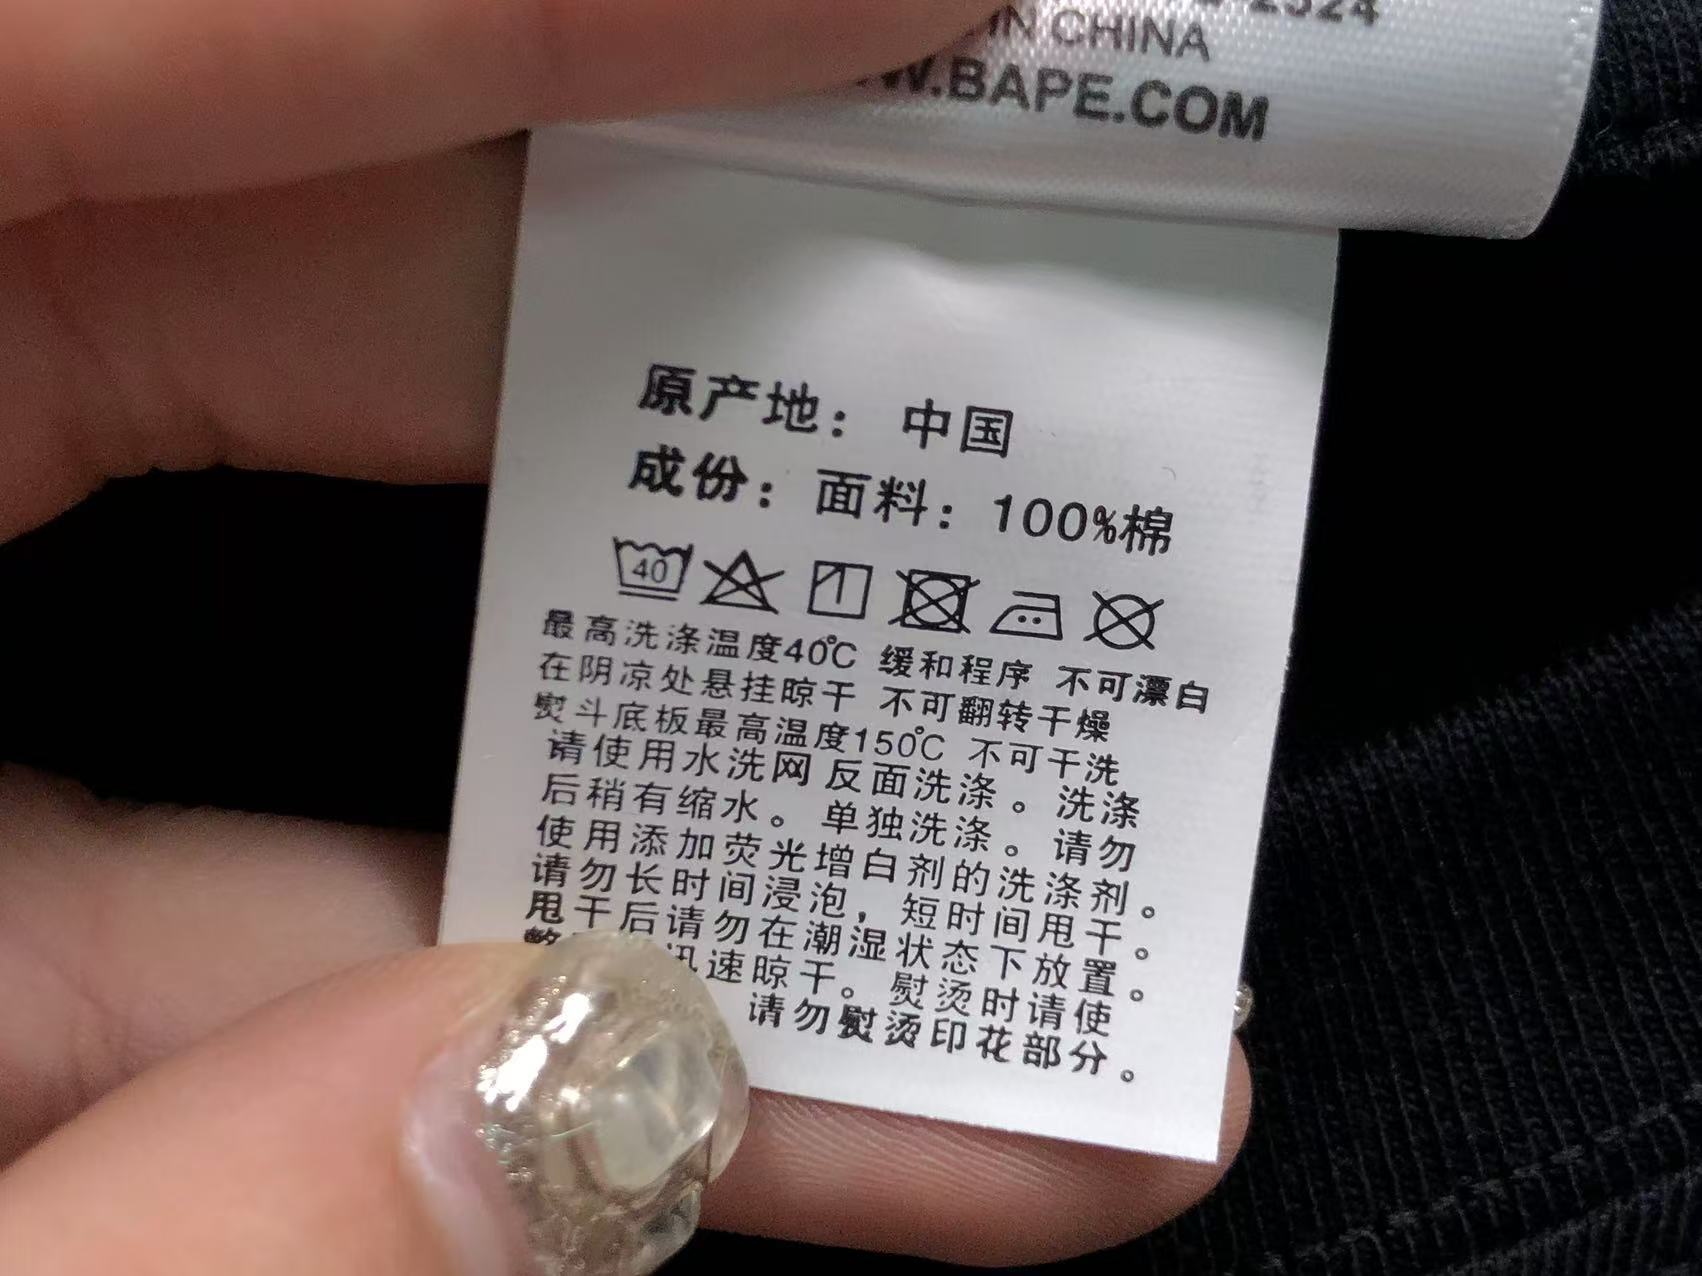 2324
IN CHINA
W.BAPE.COM
原产地：中国
成份：面料：100%棉
40
最高洗涤温度40℃ 缓和程序 不可漂白
在阴凉处悬挂晾干 不可翻转干燥
熨斗底板最高温度150℃ 不可干洗
请使用水洗网 反面洗涤。洗涤
后稍有缩水。单独洗涤。请勿
使用添加荧光增白剂的洗涤剂。
请勿长时间浸泡，短时间甩干。
甩干后请勿在潮湿状态下放置。
迅速晾干。熨烫时请使
请勿熨烫印花部分。